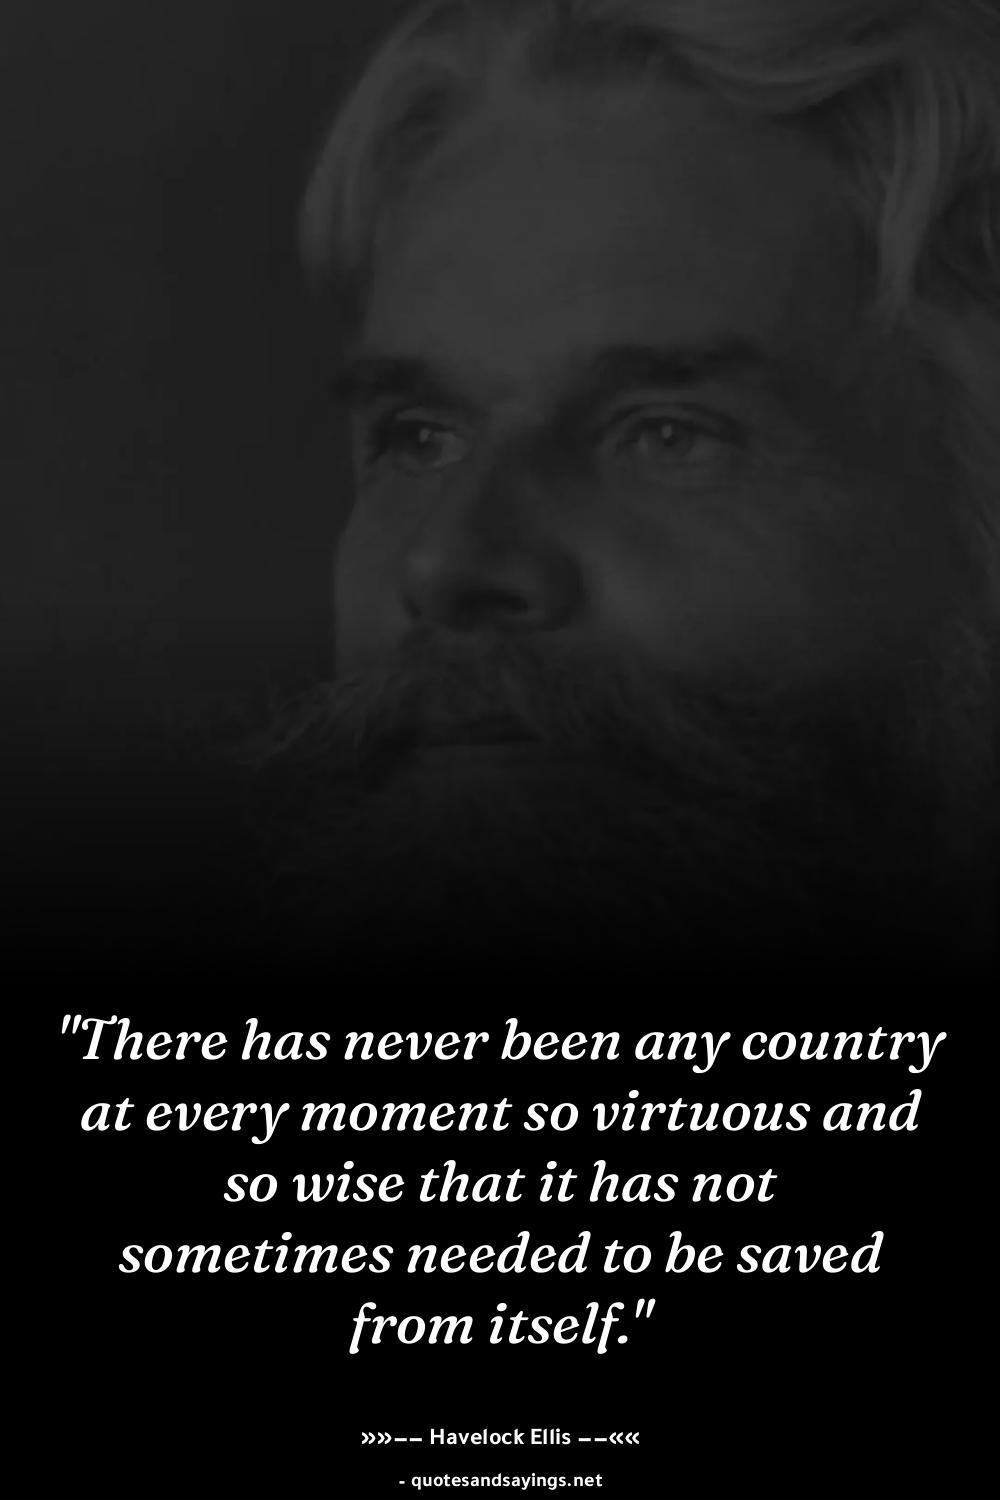 "There has never been any country
at every moment so virtuous and
so wise that it has not
sometimes needed to be saved
from itself."
»»–– Havelock Ellis ––««
- quotesandsayings.net